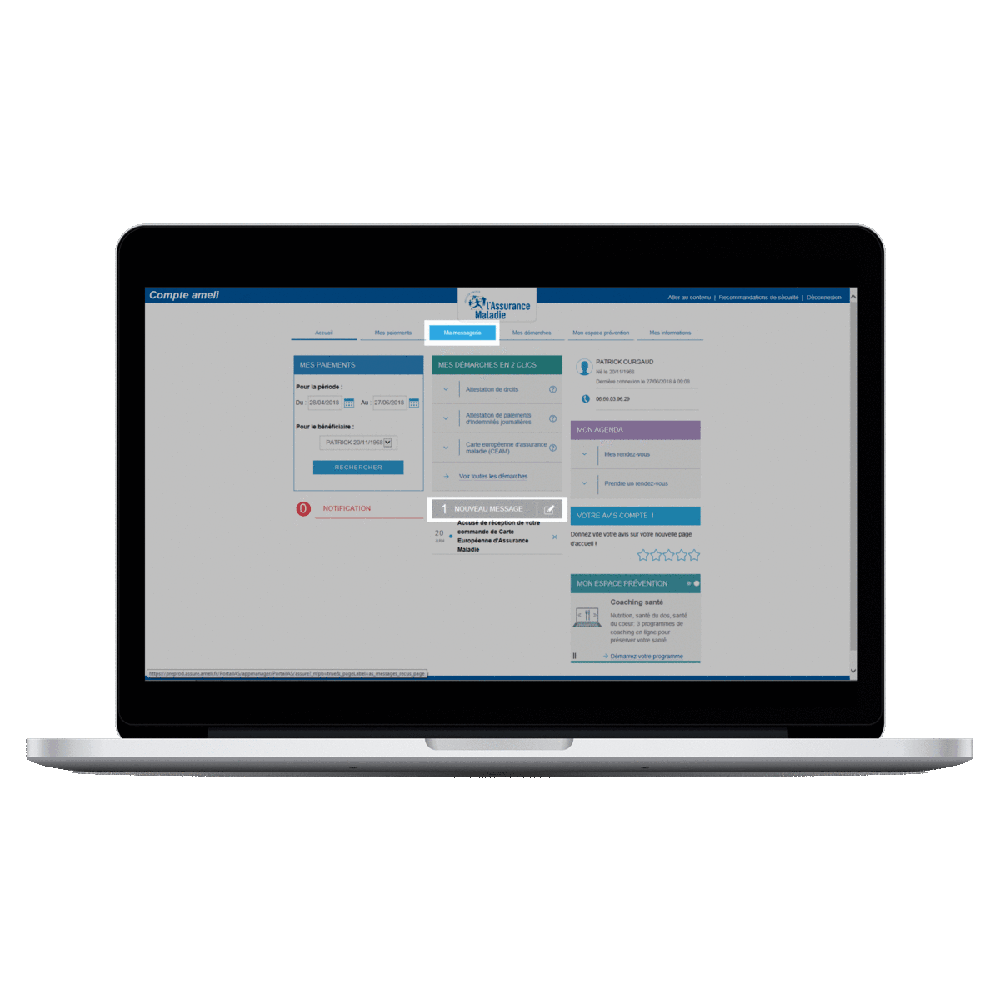 Compte ameli
l'Assurance
Maladie
Aller au contenu | Recommandations de sécurité | Déconnexion
Accueil
Mes paiements
Ma messagerie
Mes démarches
Mon espace prévention
Mes informations
MES PAIEMENTS
Pour la période :
Du : 28/04/2018 Au : 27/06/2018
Pour le bénéficiaire :
PATRICK 20/11/1968
RECHERCHER
0 NOTIFICATION
MES DÉMARCHES EN 2 CLICS
Attestation de droits
Attestation de paiements
d'indemnités journalières
Carte européenne d'assurance
maladie (CEAM)
Voir toutes les démarches
1 NOUVEAU MESSAGE
20
JUIN
Accusé de réception de votre
commande de Carte
Européenne d'Assurance
Maladie
PATRICK OURGAUD
Né le 20/11/1968
Dernière connexion le 27/06/2018 à 09:08
06.60.03.96.29
MON AGENDA
Mes rendez-vous
Prendre un rendez-vous
VOTRE AVIS COMPTE !
Donnez vite votre avis sur votre nouvelle page
d'accueil !
MON ESPACE PRÉVENTION
Coaching santé
Nutrition, santé du dos, santé
du coeur: 3 programmes de
coaching en ligne pour
préserver votre santé.
Démarrez votre programme
https://preprod.assure.ameli.fr/PortailAS/appmanager/PortailAS/assure?_nfpb=true&_pageLabel=as_messages_recus_page